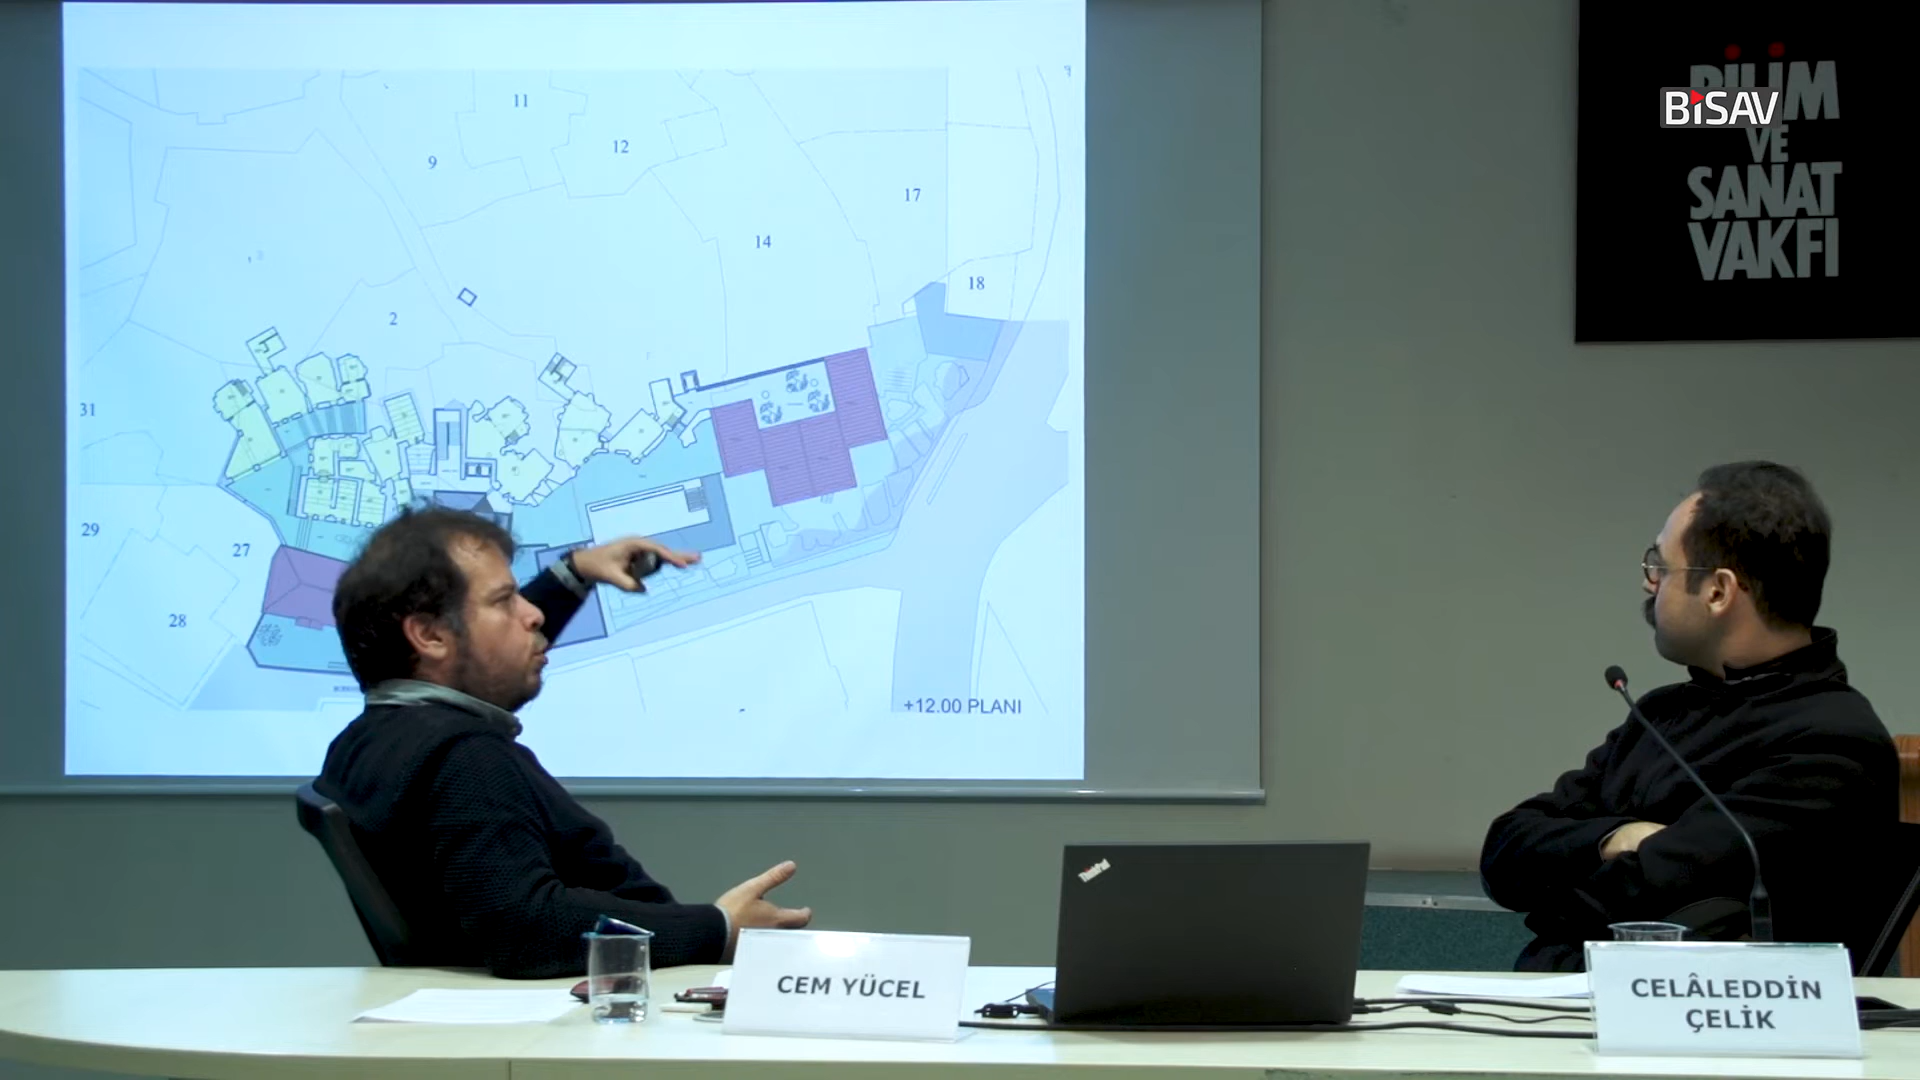 11
12
9
17
14
18
2
31
29
27
28
+12.00 PLANI
BİLİM
VE
SANAT
VAKFI
BİSAV
ThinkPad
CEM YÜCEL
CELÂLEDDİN
ÇELİK